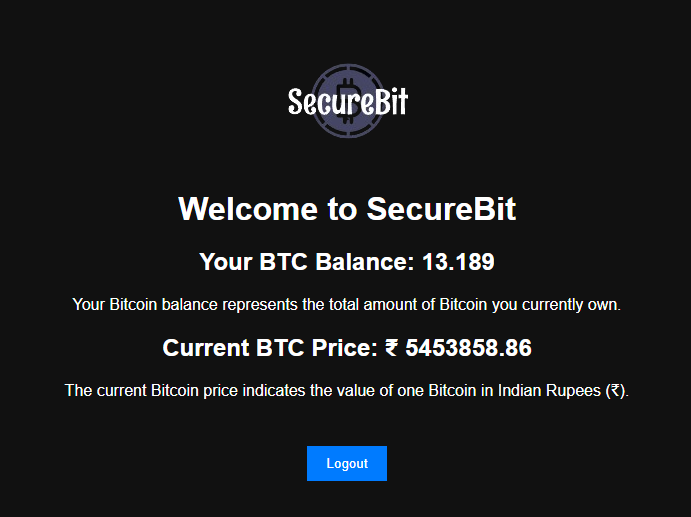 SecureBit
Welcome to SecureBit
Your BTC Balance: 13.189
Your Bitcoin balance represents the total amount of Bitcoin you currently own.
Current BTC Price: ₹ 5453858.86
The current Bitcoin price indicates the value of one Bitcoin in Indian Rupees (₹).
Logout